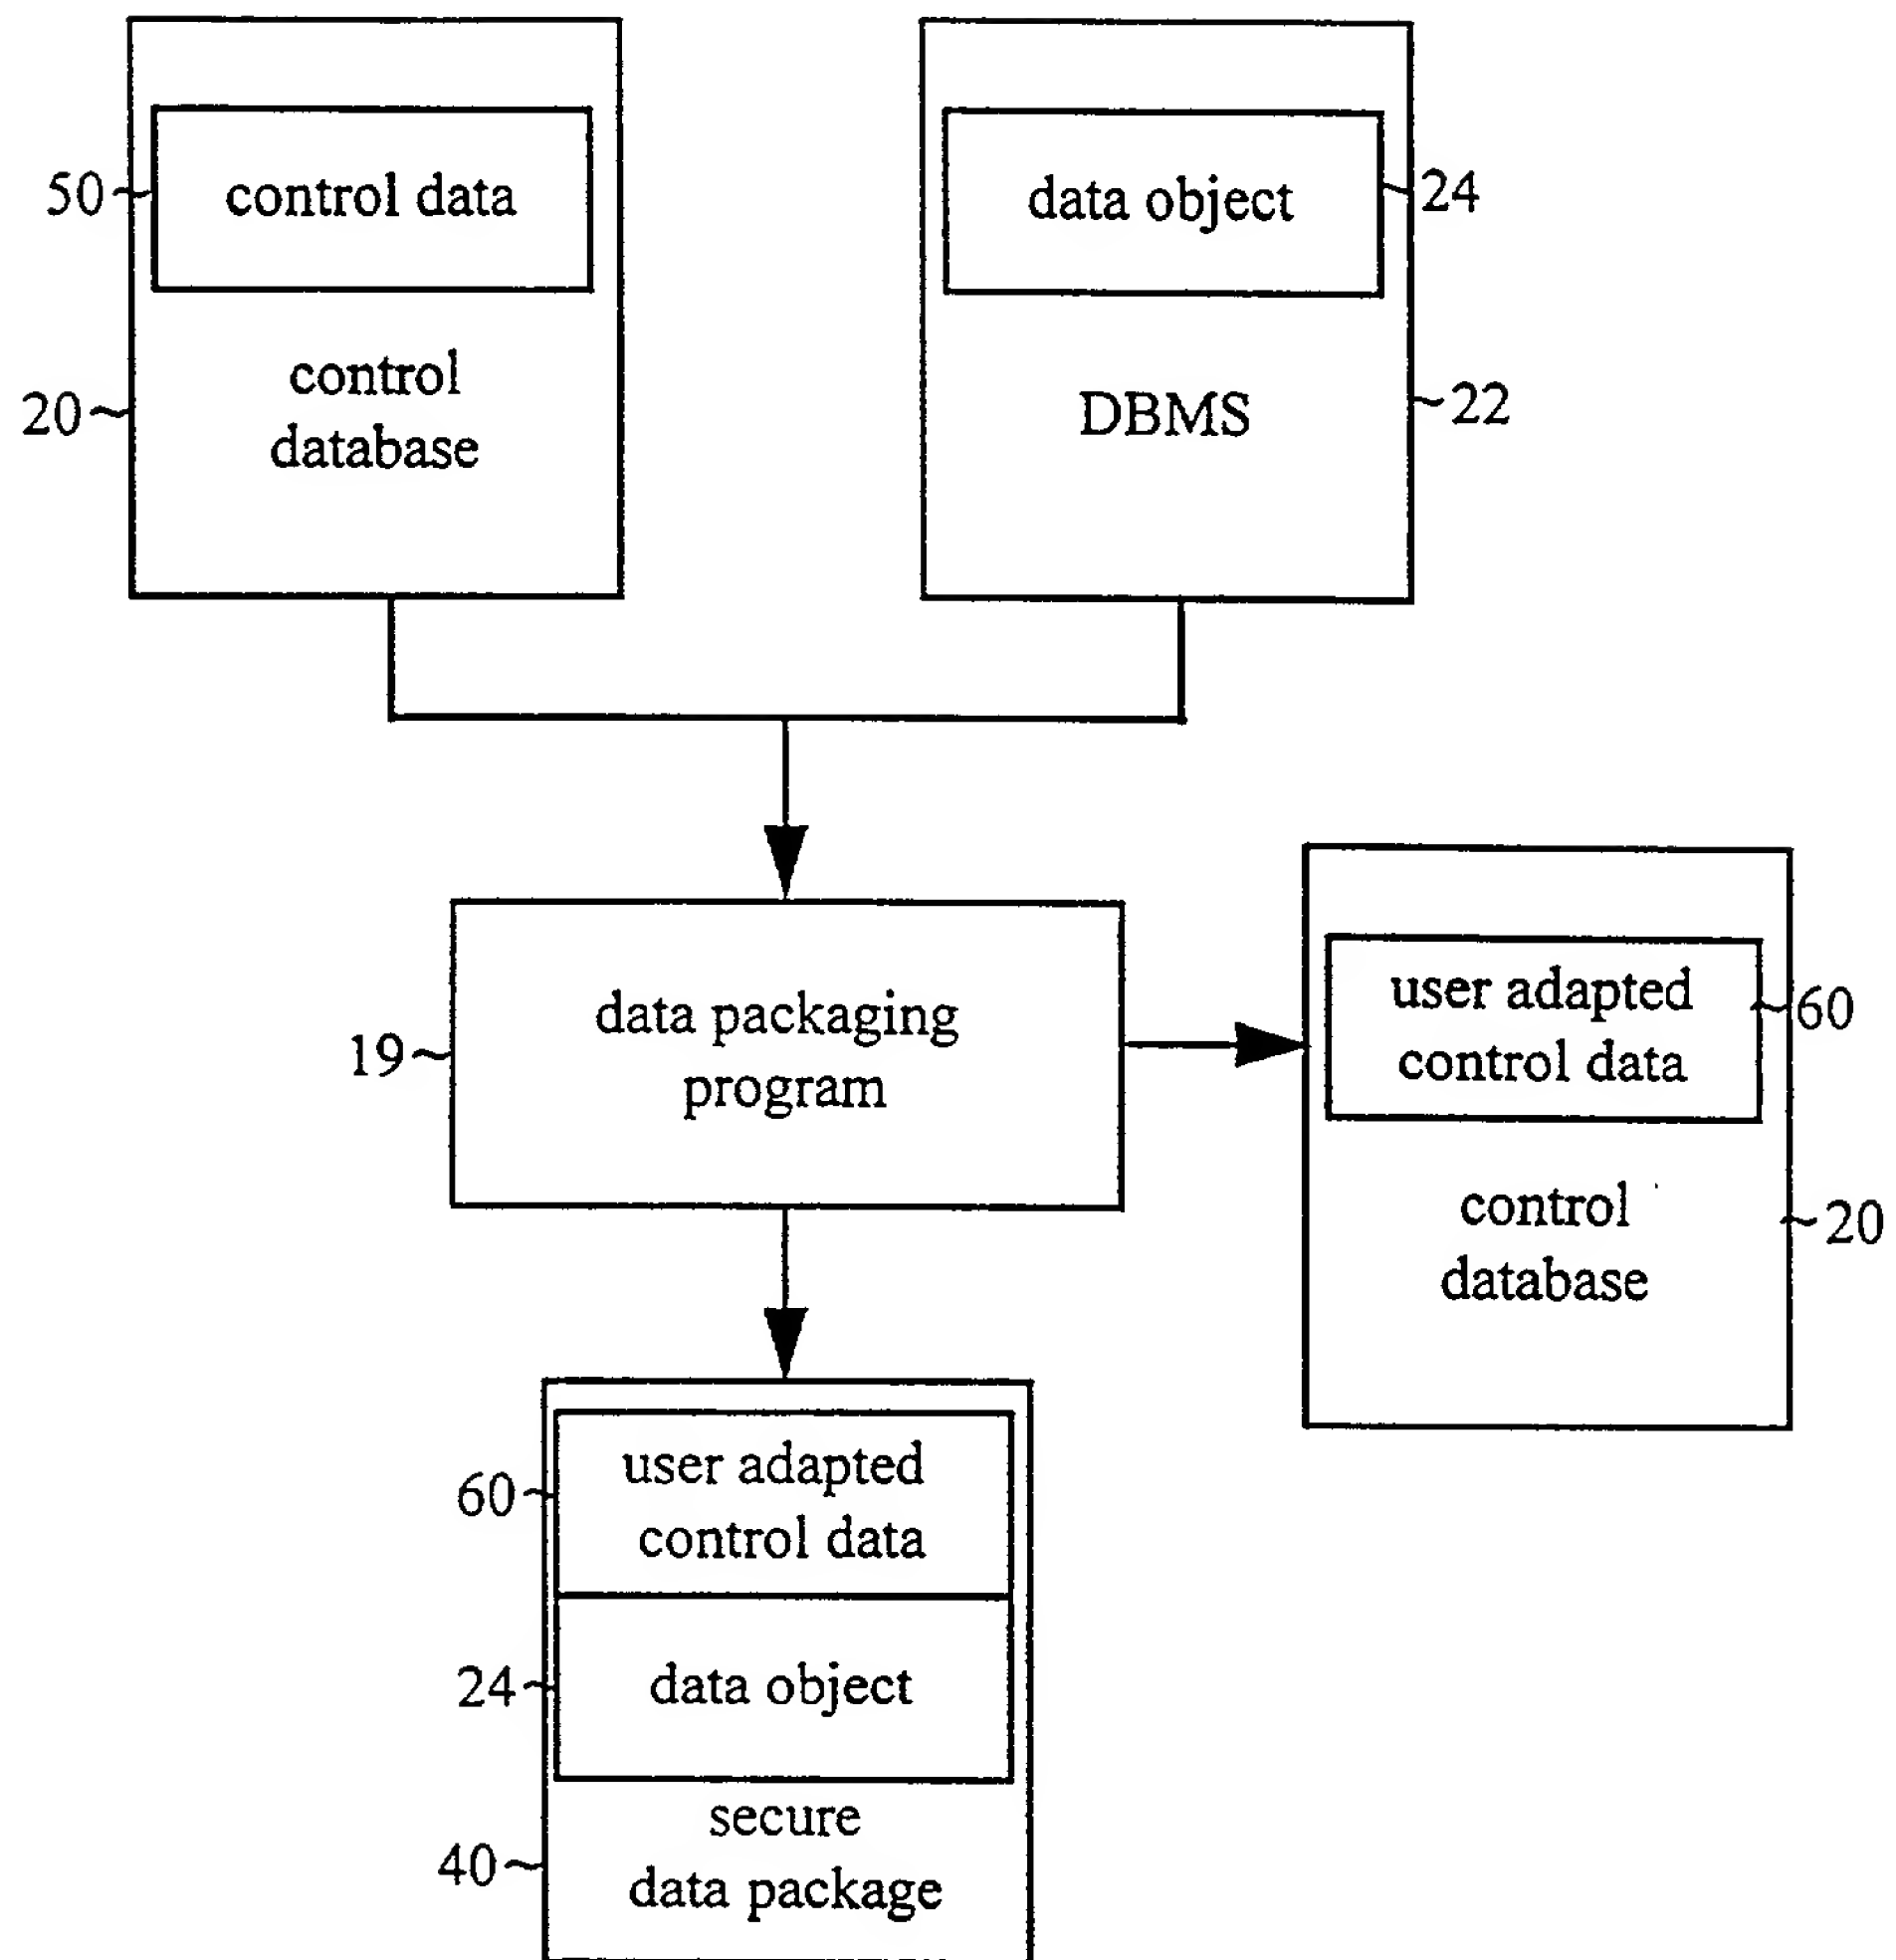 50
control data
data object
24
20
control
database
DBMS
22
19
data packaging
program
user adapted
control data
60
control
database
20
60
user adapted
control data
24
data object
40
secure
data package